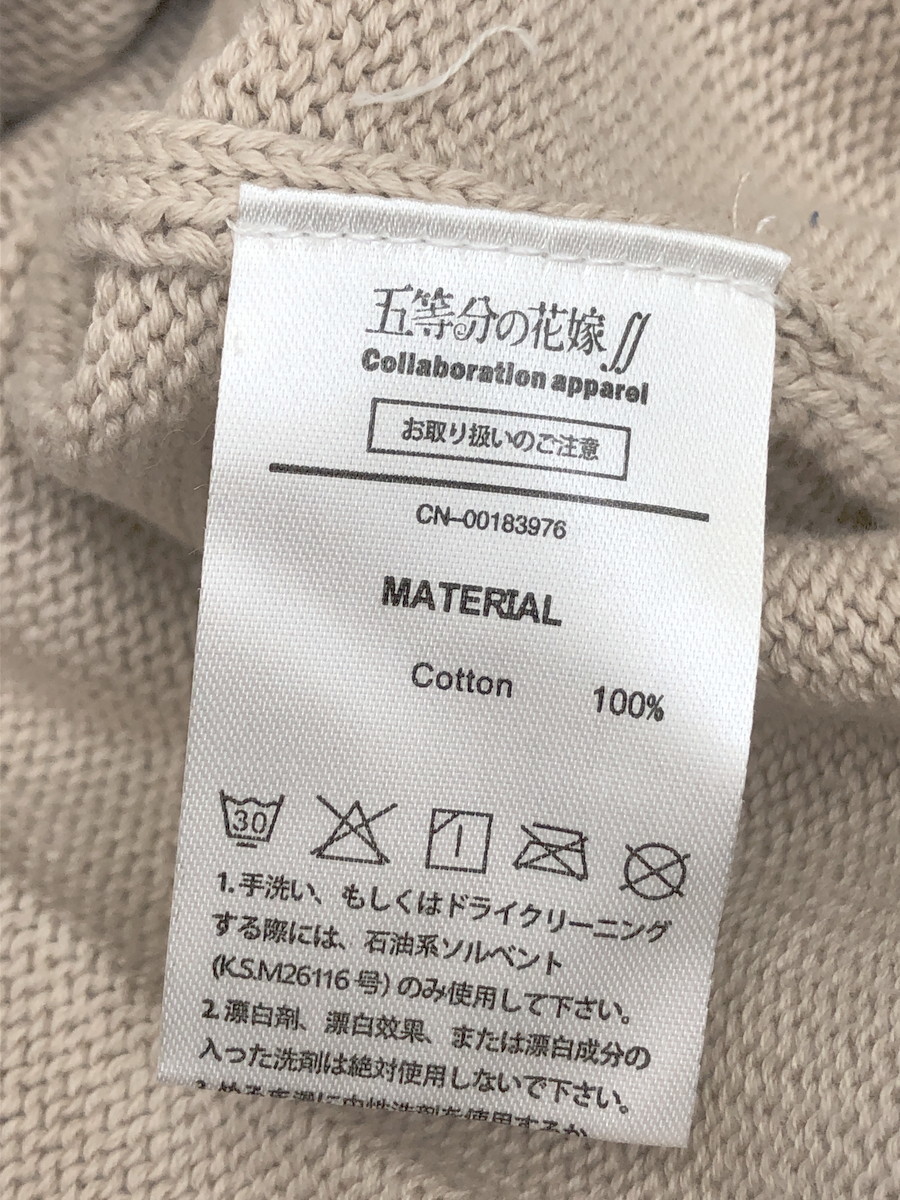 五等分の花嫁∬
Collaboration apparel
お取り扱いのご注意
CN-00183976
MATERIAL
Cotton 100%
30
1.手洗い、もしくはドライクリーニング
する際には、石油系ソルベント
(K.S.M26116 号) のみ使用して下さい。
2.漂白剤、漂白効果、または漂白成分の
入った洗剤は絶対使用しないで下さい。